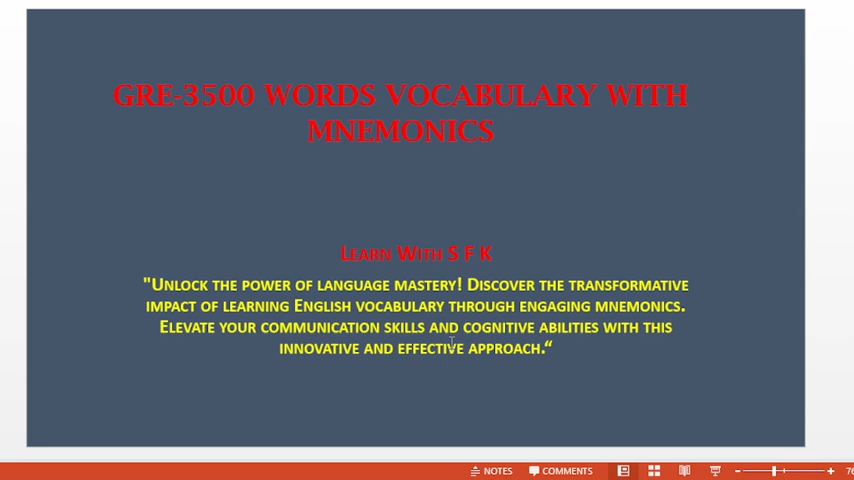 GRE-3500 WORDS VOCABULARY WITH
MNEMONICS
LEARN WITH S F K
"UNLOCK THE POWER OF LANGUAGE MASTERY! DISCOVER THE TRANSFORMATIVE
IMPACT OF LEARNING ENGLISH VOCABULARY THROUGH ENGAGING MNEMONICS.
ELEVATE YOUR COMMUNICATION SKILLS AND COGNITIVE ABILITIES WITH THIS
INNOVATIVE AND EFFECTIVE APPROACH.“
NOTES COMMENTS